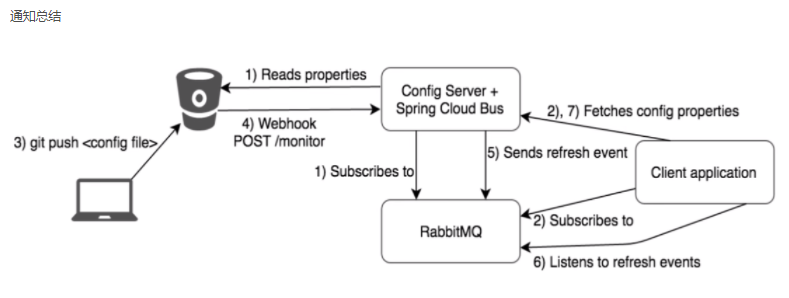 通知总结
1) Reads properties
Config Server +
Spring Cloud Bus
2), 7) Fetches config properties
4) Webhook
POST /monitor
3) git push <config file>
5) Sends refresh event
1) Subscribes to
Client application
2) Subscribes to
RabbitMQ
6) Listens to refresh events